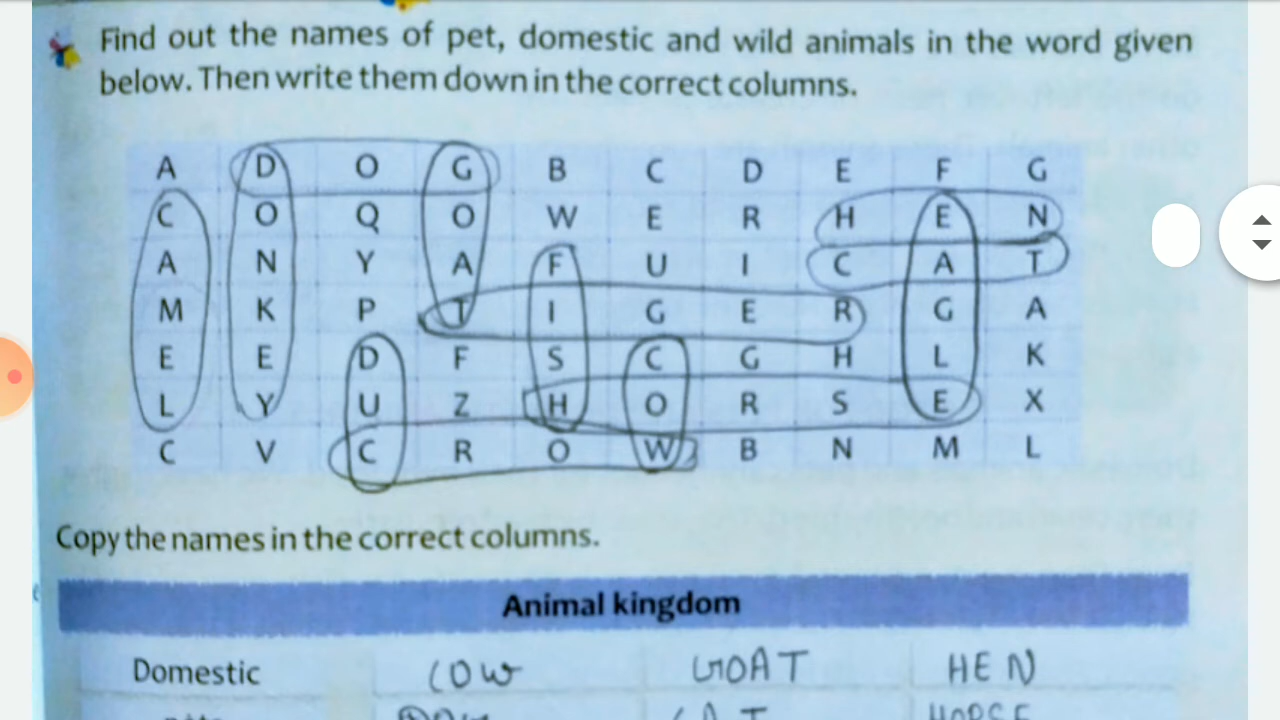 Find out the names of pet, domestic and wild animals in the word given
below. Then write them down in the correct columns.
A D O G B C D E F G
C O Q O W E R H E N
A N Y A F U I C A T
M K P T I G E R G A
E E D F S C G H L K
L Y U Z H O R S E X
C V C R O W B N M L
Copy the names in the correct columns.
Animal kingdom
Domestic COW GOAT HEN
HORSE